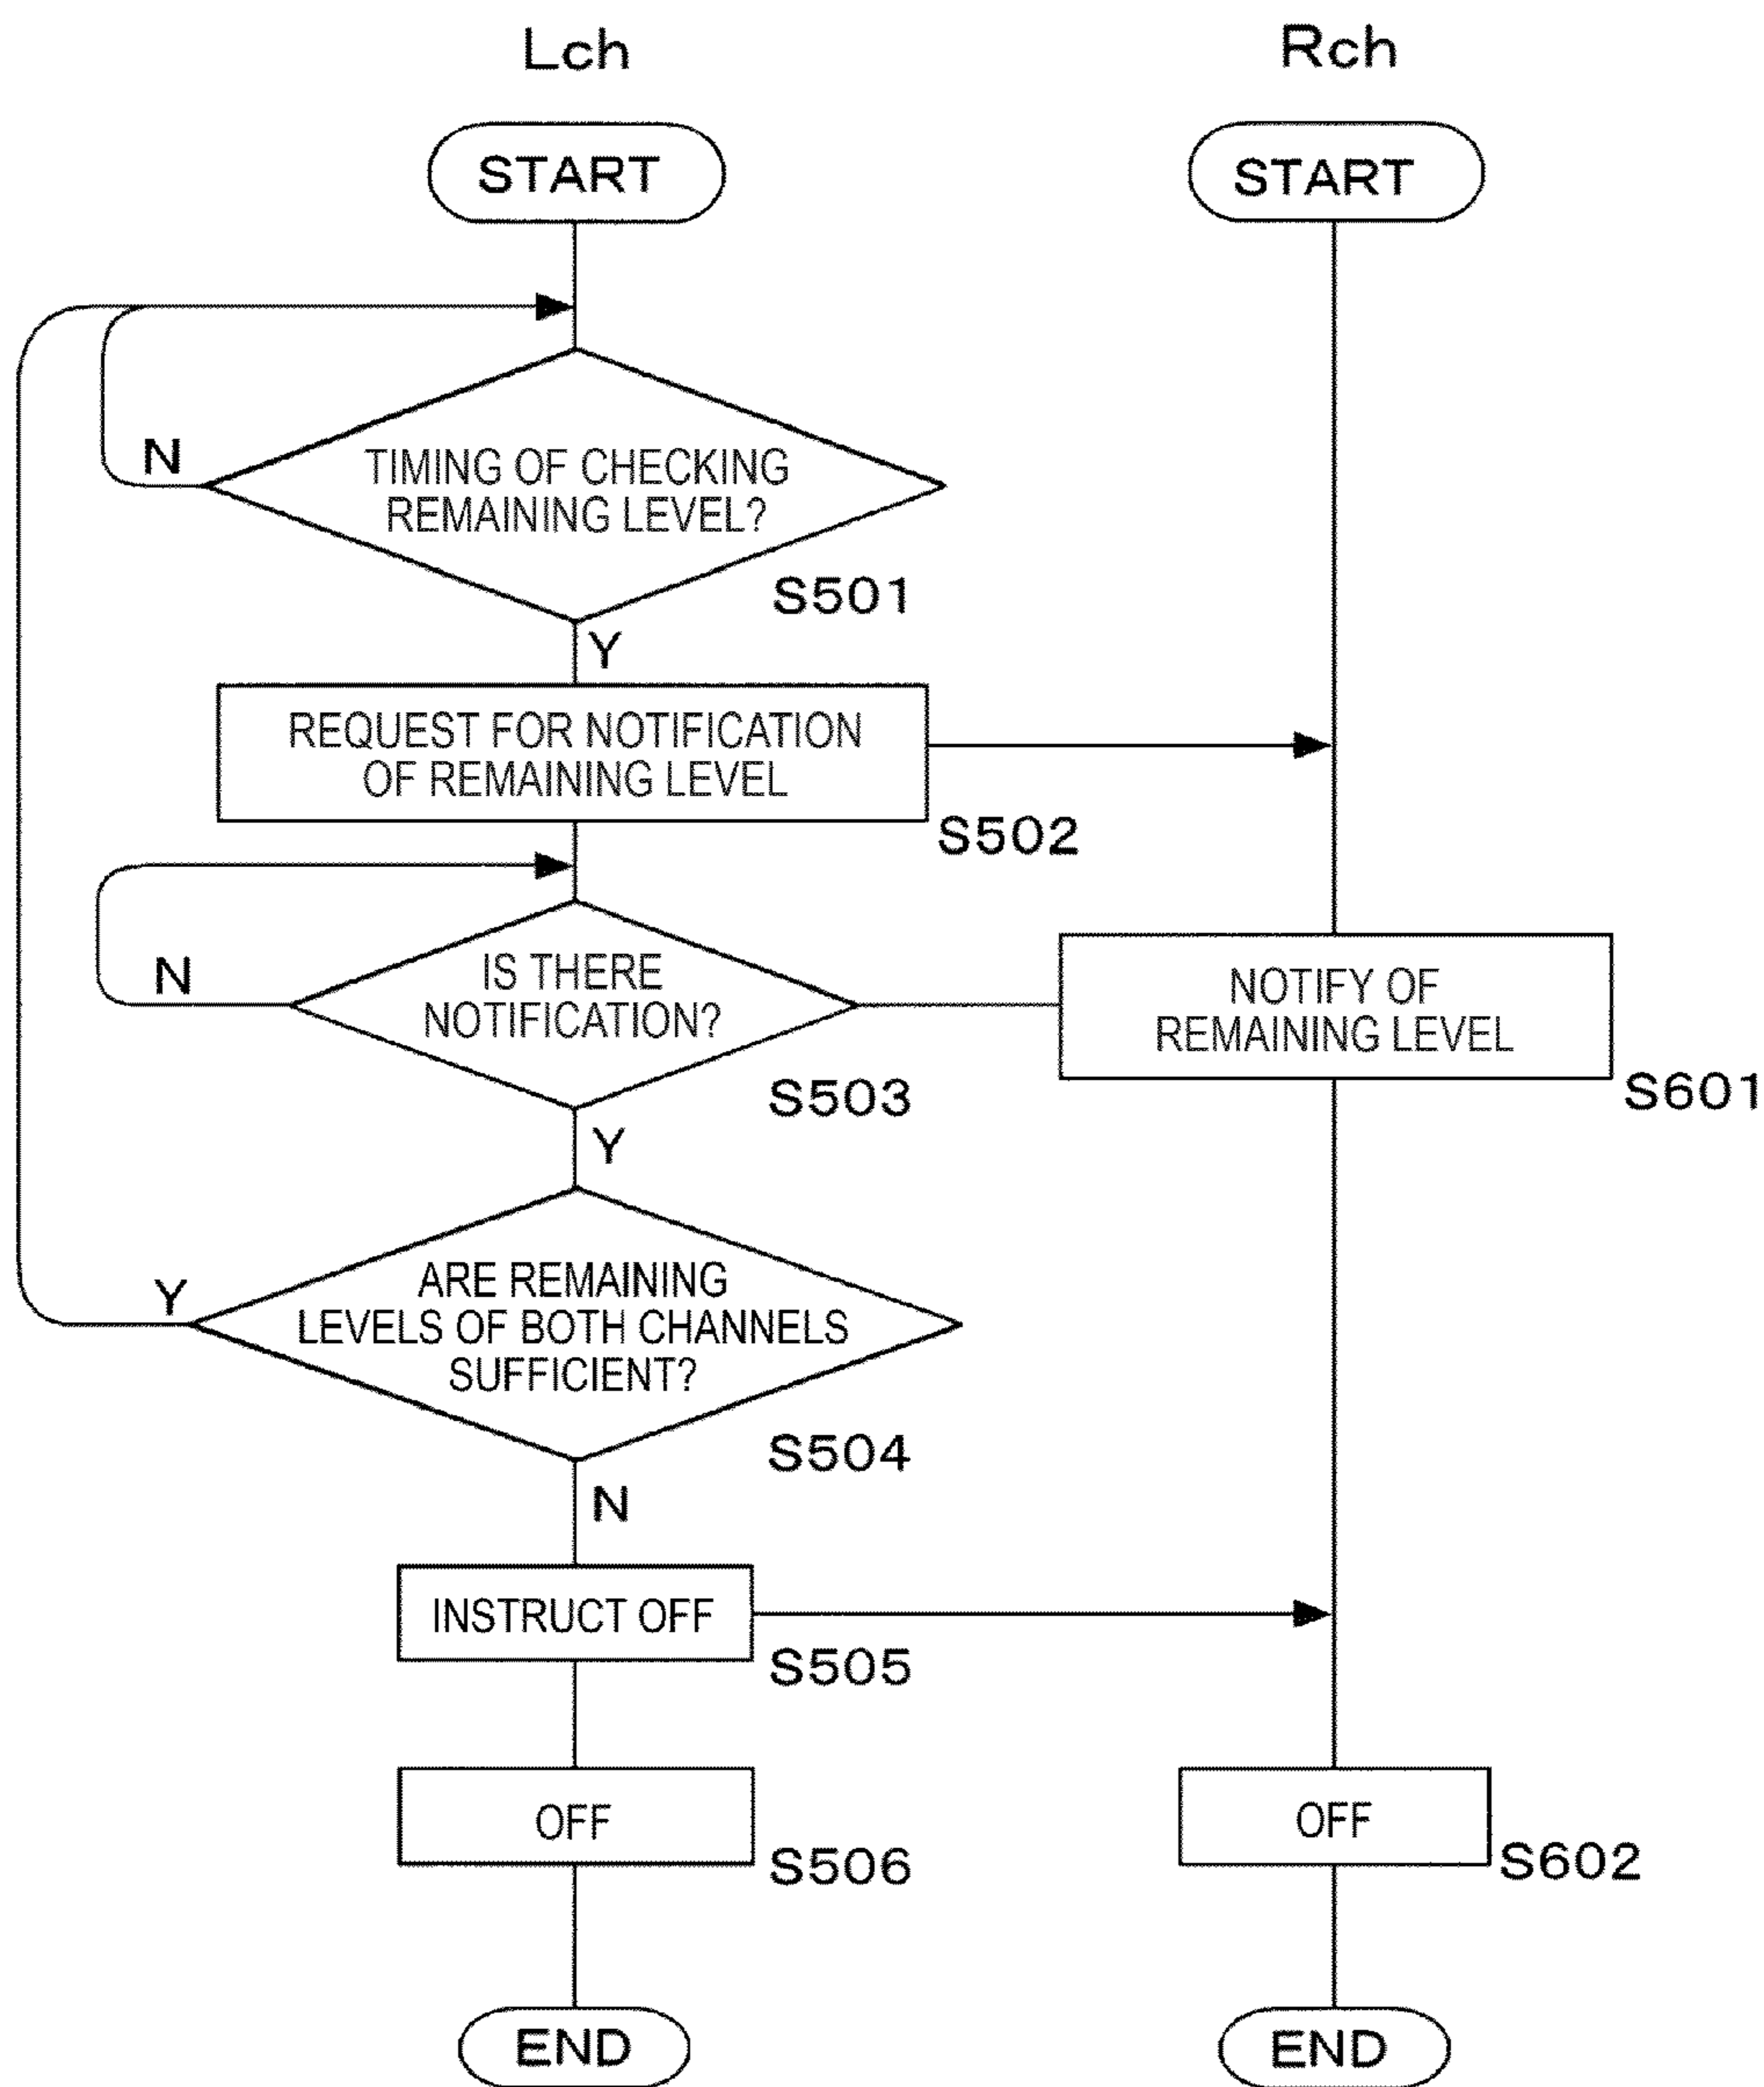 Lch
Rch
START
START
N
TIMING OF CHECKING
REMAINING LEVEL?
S501
Y
REQUEST FOR NOTIFICATION
OF REMAINING LEVEL
S502
N
IS THERE
NOTIFICATION?
S503
NOTIFY OF
REMAINING LEVEL
S601
Y
Y
ARE REMAINING
LEVELS OF BOTH CHANNELS
SUFFICIENT?
S504
N
INSTRUCT OFF
S505
OFF
S506
OFF
S602
END
END